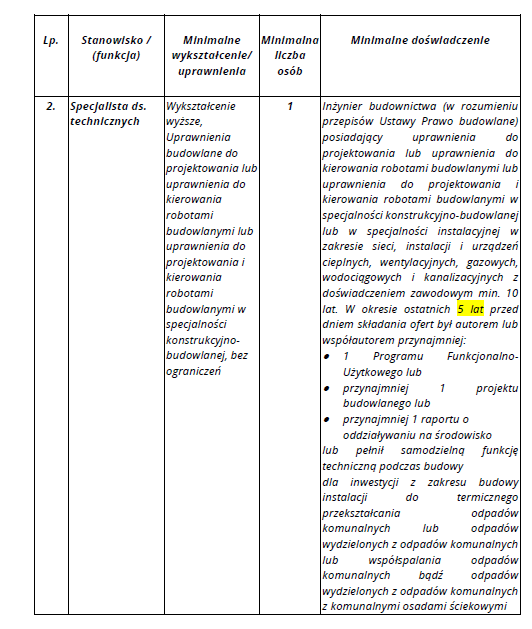 Lp.
Stanowisko /
(funkcja)
Minimalne
wykształcenie/
uprawnienia
Minimalna
liczba
osób
Minimalne doświadczenie
2.
Specjalista ds.
technicznych
Wykształcenie
wyższe,
Uprawnienia
budowlane do
projektowania lub
uprawnienia do
kierowania
robotami
budowlanymi lub
uprawnienia do
projektowania i
kierowania
robotami
budowlanymi w
specjalności
konstrukcyjno-
budowlanej, bez
ograniczeń
1
Inżynier budownictwa (w rozumieniu
przepisów Ustawy Prawo budowlane)
posiadający uprawnienia do
projektowania lub uprawnienia do
kierowania robotami budowlanymi lub
uprawnienia do projektowania i
kierowania robotami budowlanymi w
specjalności konstrukcyjno-budowlanej
lub w specjalności instalacyjnej w
zakresie sieci, instalacji i urządzeń
cieplnych, wentylacyjnych, gazowych,
wodociągowych i kanalizacyjnych z
doświadczeniem zawodowym min. 10
lat. W okresie ostatnich 5 lat przed
dniem składania ofert był autorem lub
współautorem przynajmniej:
● 1 Programu Funkcjonalno-
Użytkowego lub
● przynajmniej 1 projektu
budowlanego lub
● przynajmniej 1 raportu o
oddziaływaniu na środowisko
lub pełnił samodzielną funkcję
techniczną podczas budowy
dla inwestycji z zakresu budowy
instalacji do termicznego
przekształcania odpadów
komunalnych lub odpadów
wydzielonych z odpadów komunalnych
lub współspalania odpadów
komunalnych bądź odpadów
wydzielonych z odpadów komunalnych
z komunalnymi osadami ściekowymi